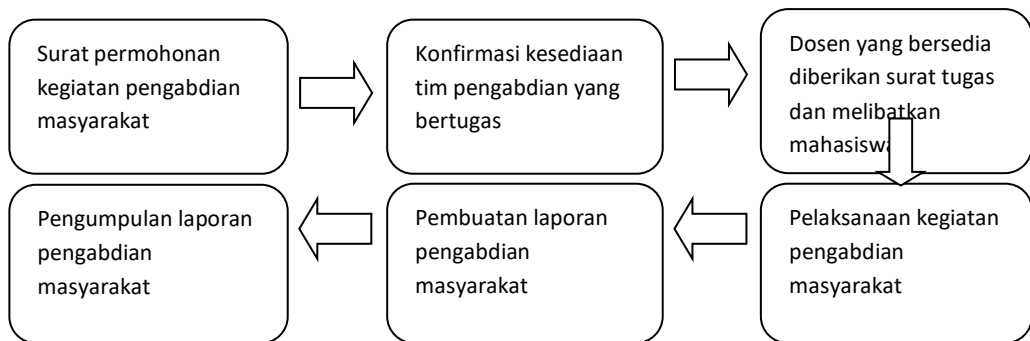 Surat permohonan
kegiatan pengabdian
masyarakat
Konfirmasi kesediaan
tim pengabdian yang
bertugas
Dosen yang bersedia
diberikan surat tugas
dan melibatkan
mahasiswa
Pelaksanaan kegiatan
pengabdian
masyarakat
Pembuatan laporan
pengabdian
masyarakat
Pengumpulan laporan
pengabdian
masyarakat